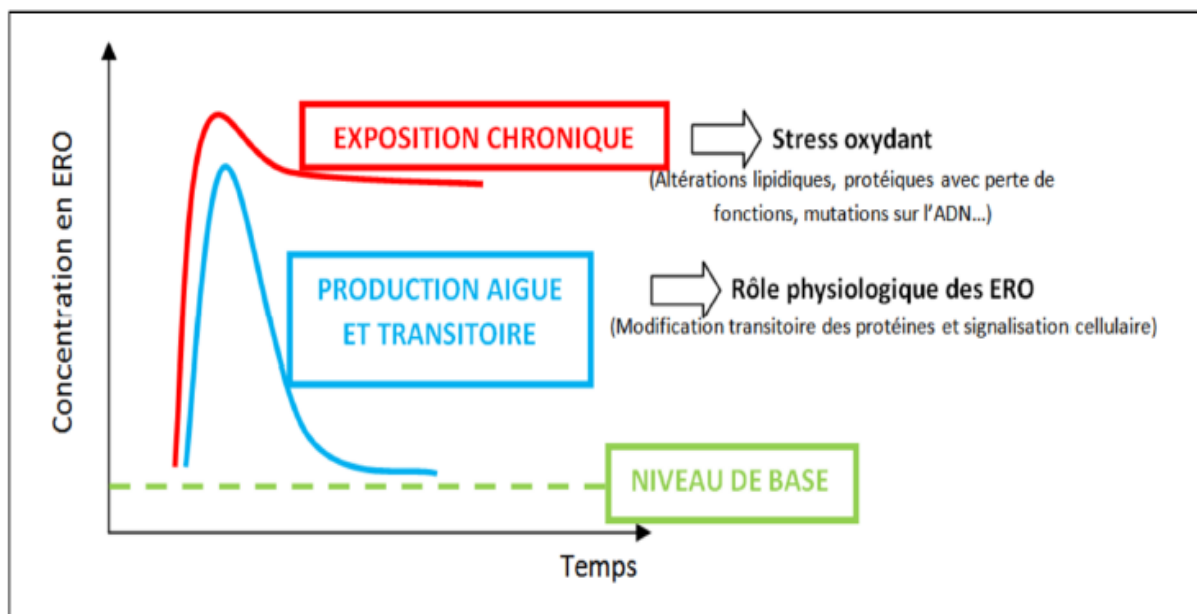 Concentration en ERO
EXPOSITION CHRONIQUE
Stress oxydant
(Altérations lipidiques, protéiques avec perte de
fonctions, mutations sur l'ADN...)
PRODUCTION AIGUE
ET TRANSITOIRE
Rôle physiologique des ERO
(Modification transitoire des protéines et signalisation cellulaire)
NIVEAU DE BASE
Temps